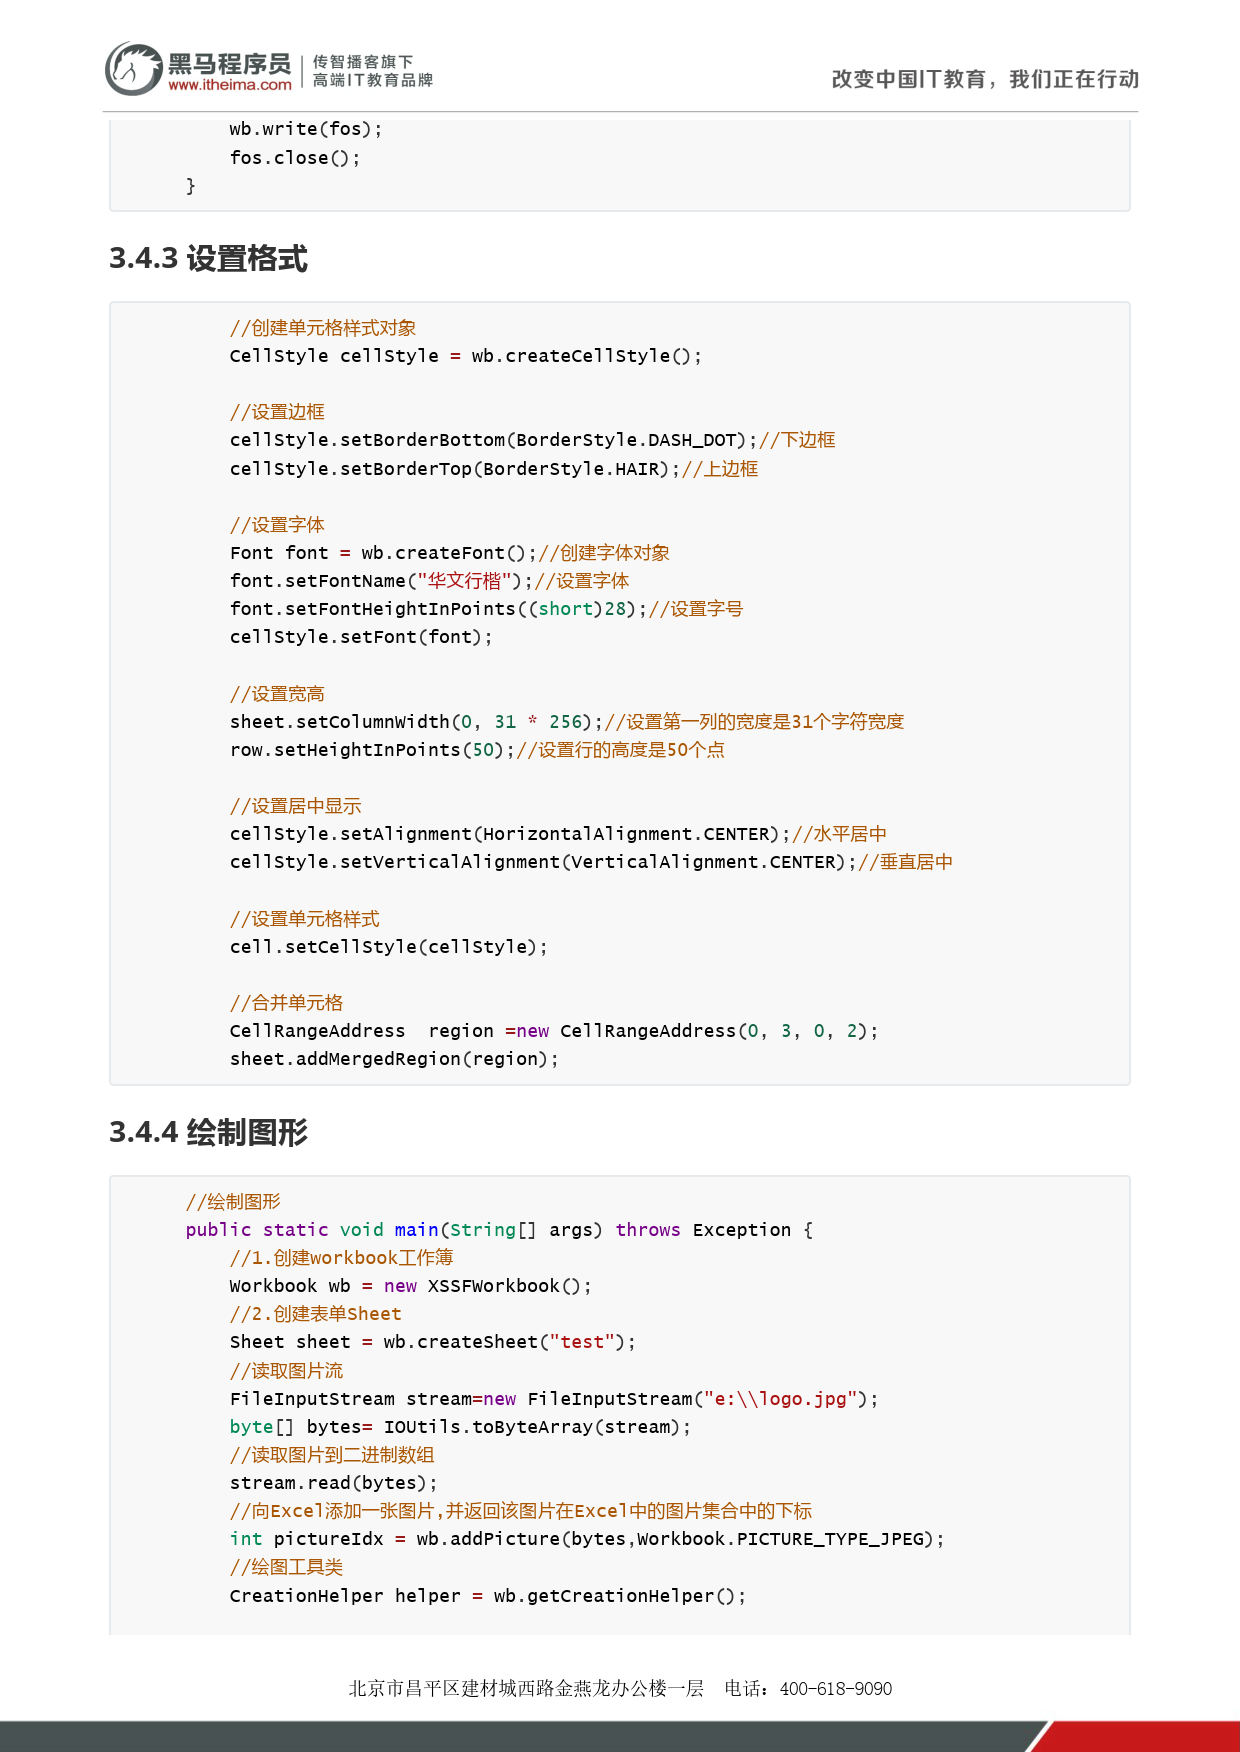 黑马程序员
www.itheima.com
传智播客旗下
高端IT教育品牌
改变中国IT教育，我们正在行动
wb.write(fos);
fos.close();
}
3.4.3 设置格式
//创建单元格样式对象
CellStyle cellStyle = wb.createCellStyle();
//设置边框
cellStyle.setBorderBottom(BorderStyle.DASH_DOT);//下边框
cellStyle.setBorderTop(BorderStyle.HAIR);//上边框
//设置字体
Font font = wb.createFont();//创建字体对象
font.setFontName("华文行楷");//设置字体
font.setFontHeightInPoints((short)28);//设置字号
cellStyle.setFont(font);
//设置宽高
sheet.setColumnWidth(0, 31 * 256);//设置第一列的宽度是31个字符宽度
row.setHeightInPoints(50);//设置行的高度是50个点
//设置居中显示
cellStyle.setAlignment(HorizontalAlignment.CENTER);//水平居中
cellStyle.setVerticalAlignment(VerticalAlignment.CENTER);//垂直居中
//设置单元格样式
cell.setCellStyle(cellStyle);
//合并单元格
CellRangeAddress  region =new CellRangeAddress(0, 3, 0, 2);
sheet.addMergedRegion(region);
3.4.4 绘制图形
//绘制图形
public static void main(String[] args) throws Exception {
//1.创建workbook工作簿
Workbook wb = new XSSFWorkbook();
//2.创建表单Sheet
Sheet sheet = wb.createSheet("test");
//读取图片流
FileInputStream stream=new FileInputStream("e:\\logo.jpg");
byte[] bytes= IOUtils.toByteArray(stream);
//读取图片到二进制数组
stream.read(bytes);
//向Excel添加一张图片,并返回该图片在Excel中的图片集合中的下标
int pictureIdx = wb.addPicture(bytes,Workbook.PICTURE_TYPE_JPEG);
//绘图工具类
CreationHelper helper = wb.getCreationHelper();
北京市昌平区建材城西路金燕龙办公楼一层　电话：400-618-9090